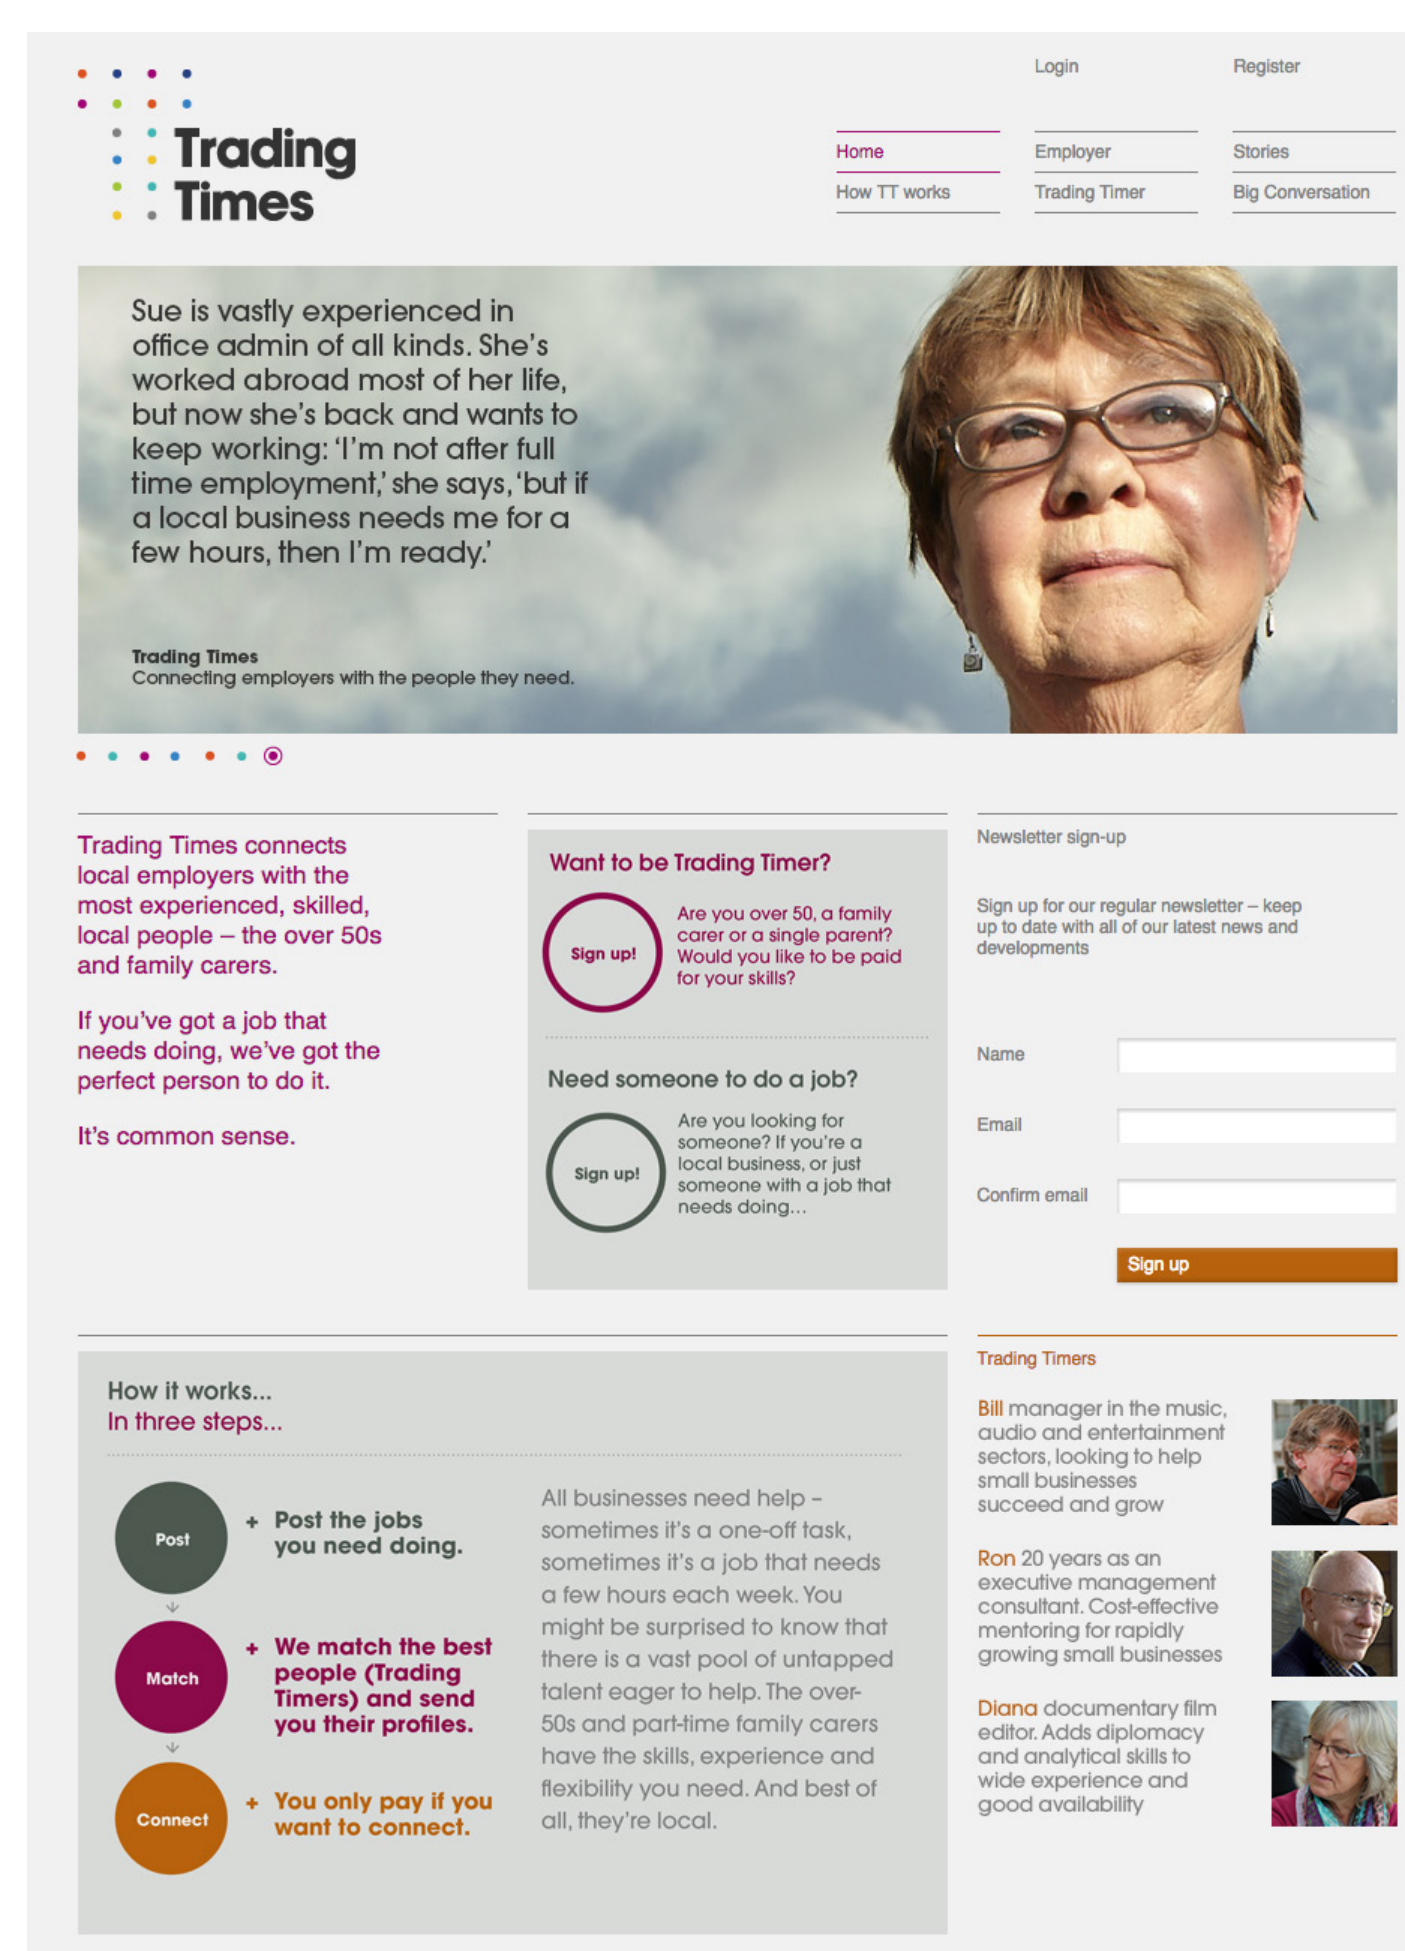 Login
Register
Trading
Times
Home
Employer
Stories
How TT works
Trading Timer
Big Conversation
Sue is vastly experienced in
office admin of all kinds. She's
worked abroad most of her life,
but now she's back and wants to
keep working: ‘I'm not after full
time employment,’ she says, ‘but if
a local business needs me for a
few hours, then I'm ready.’
Trading Times
Connecting employers with the people they need.
Trading Times connects
local employers with the
most experienced, skilled,
local people – the over 50s
and family carers.
If you've got a job that
needs doing, we've got the
perfect person to do it.
It's common sense.
Want to be Trading Timer?
Sign up!
Are you over 50, a family
carer or a single parent?
Would you like to be paid
for your skills?
Need someone to do a job?
Sign up!
Are you looking for
someone? If you're a
local business, or just
someone with a job that
needs doing...
Newsletter sign-up
Sign up for our regular newsletter – keep
up to date with all of our latest news and
developments
Name
Email
Confirm email
Sign up
How it works...
In three steps...
Post
+ Post the jobs
you need doing.
Match
+ We match the best
people (Trading
Timers) and send
you their profiles.
Connect
+ You only pay if you
want to connect.
All businesses need help –
sometimes it's a one-off task,
sometimes it's a job that needs
a few hours each week. You
might be surprised to know that
there is a vast pool of untapped
talent eager to help. The over-
50s and part-time family carers
have the skills, experience and
flexibility you need. And best of
all, they're local.
Trading Timers
Bill manager in the music,
audio and entertainment
sectors, looking to help
small businesses
succeed and grow
Ron 20 years as an
executive management
consultant. Cost-effective
mentoring for rapidly
growing small businesses
Diana documentary film
editor. Adds diplomacy
and analytical skills to
wide experience and
good availability